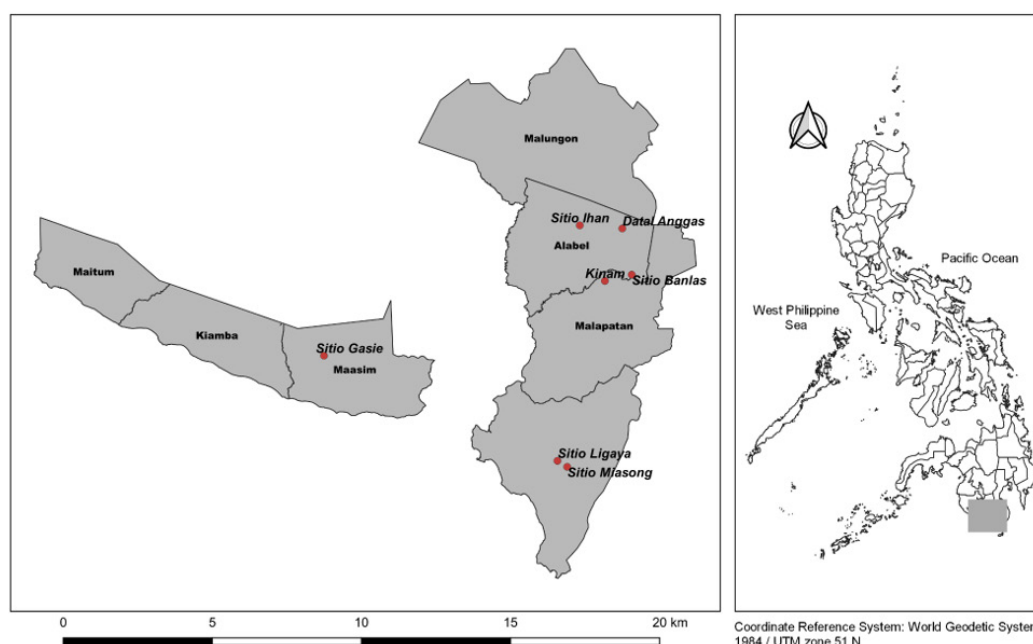 Malungon
Sitio Ihan
Datal Anggas
Alabel
Kinam
Sitio Banlas
Maitum
Malapatan
Kiamba
Sitio Gasie
Maasim
Sitio Ligaya
Sitio Miasong
0 5 10 15 20 km
Pacific Ocean
West Philippine
Sea
Coordinate Reference System: World Geodetic System
1984 / UTM zone 51 N